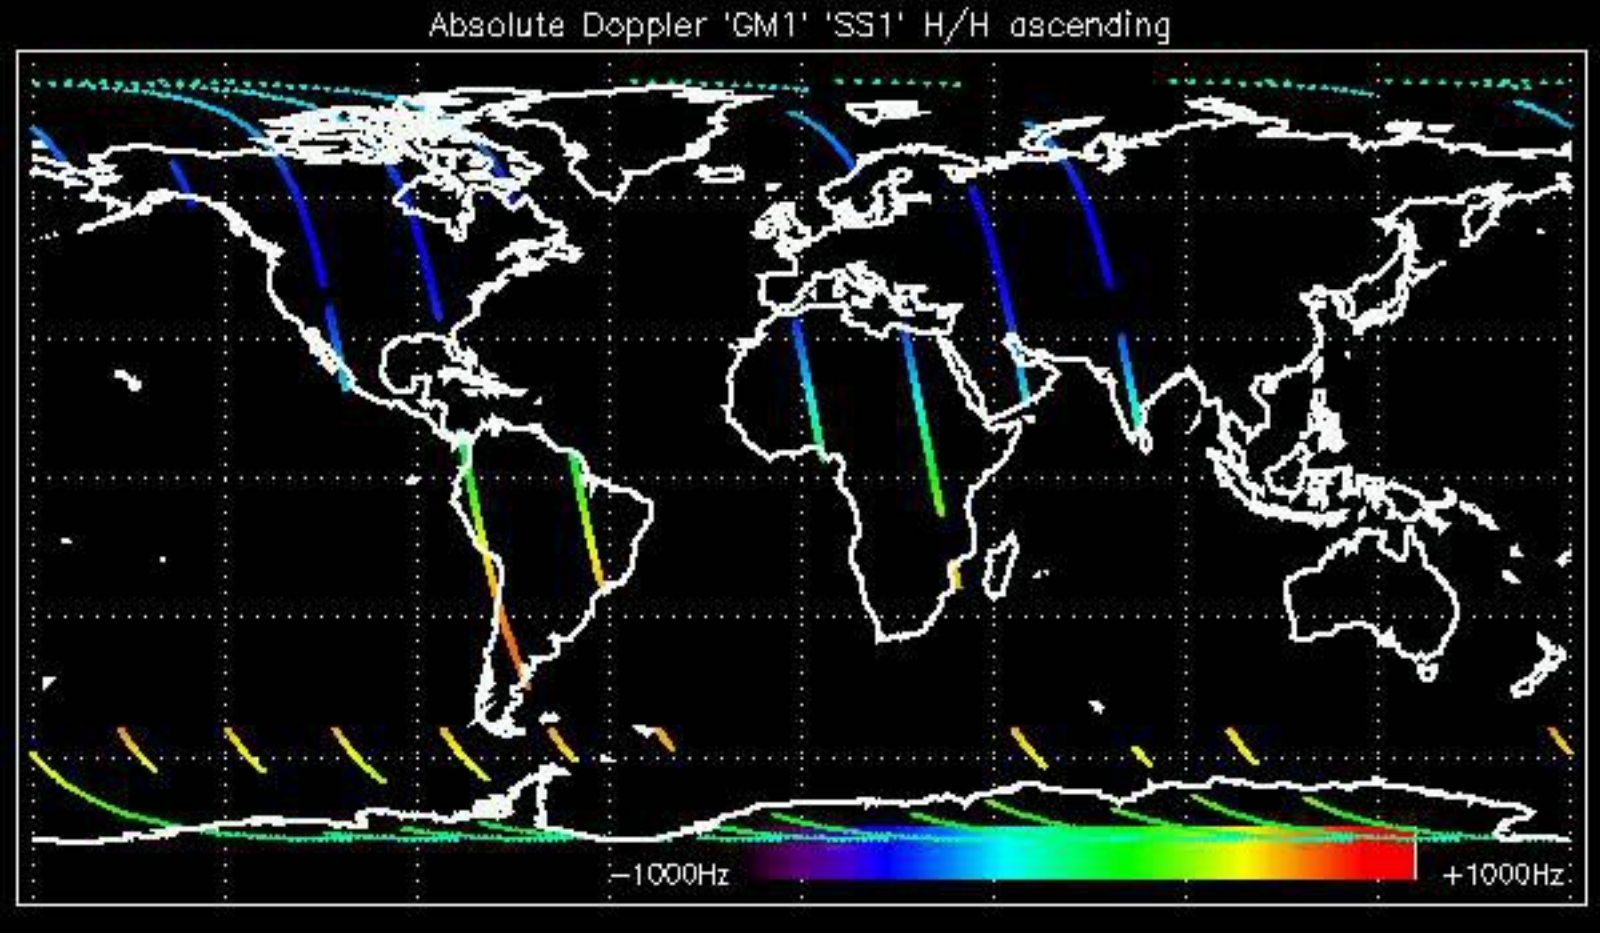 Absolute Doppler 'GM1' 'SS1' H/H ascending
−1000Hz
+1000Hz